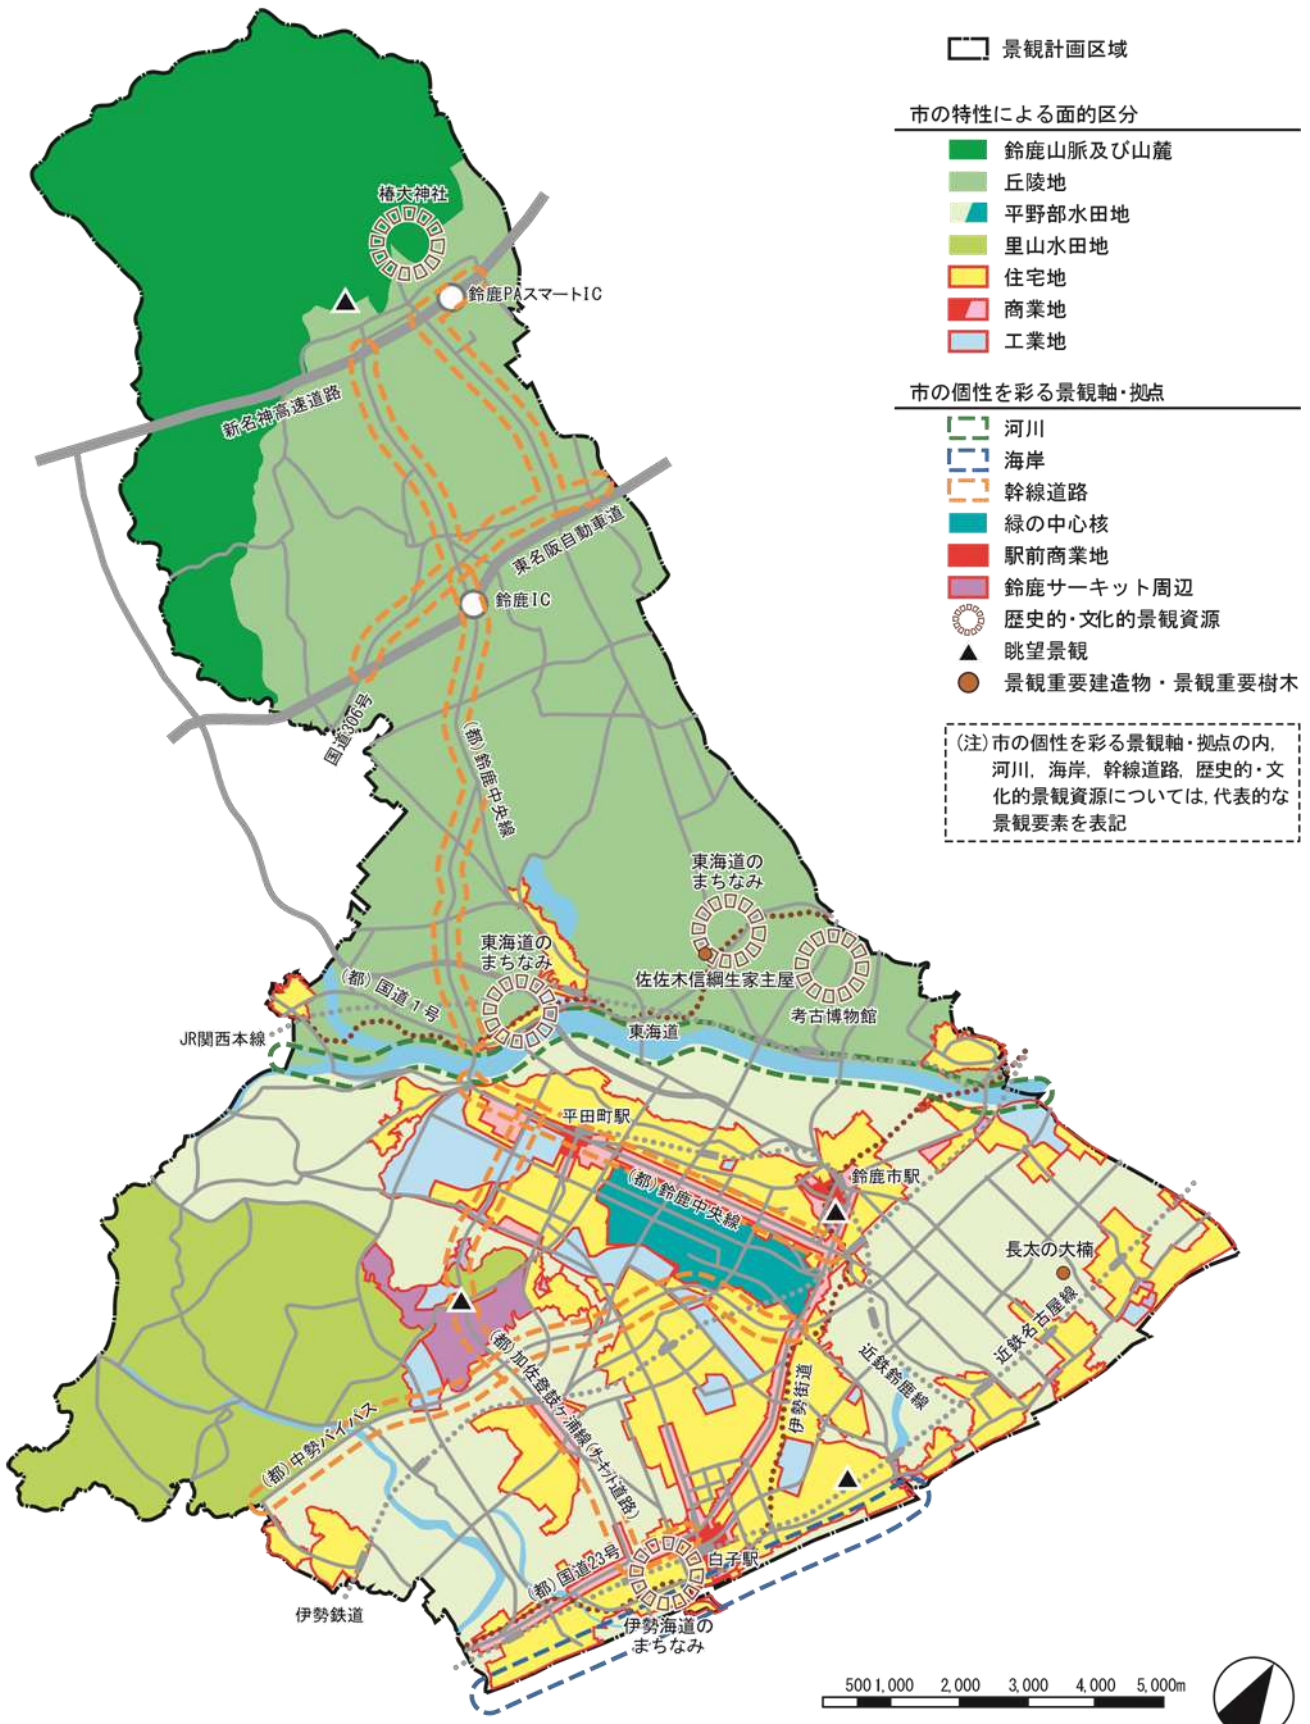 景観計画区域
市の特性による面的区分
鈴鹿山脈及び山麓
丘陵地
平野部水田地
里山水田地
住宅地
商業地
工業地
市の個性を彩る景観軸・拠点
河川
海岸
幹線道路
緑の中心核
駅前商業地
鈴鹿サーキット周辺
歴史的・文化的景観資源
眺望景観
景観重要建造物・景観重要樹木
(注)市の個性を彩る景観軸・拠点の内,
河川, 海岸, 幹線道路, 歴史的・文
化的景観資源については, 代表的な
景観要素を表記
椿大神社
鈴鹿PAスマートIC
新名神高速道路
東名阪自動車道
鈴鹿IC
国道306号
(都)鈴鹿中央線
東海道の
まちなみ
東海道の
まちなみ
佐佐木信綱生家主屋
考古博物館
(都)国道1号
JR関西本線
東海道
平田町駅
(都)鈴鹿中央線
鈴鹿市駅
長太の大楠
近鉄名古屋線
近鉄鈴鹿線
伊勢街道
(都)加佐登鼓ヶ浦線(サーキット道路)
(都)中勢バイパス
(都)国道23号
白子駅
伊勢鉄道
伊勢海道の
まちなみ
500 1,000 2,000 3,000 4,000 5,000m